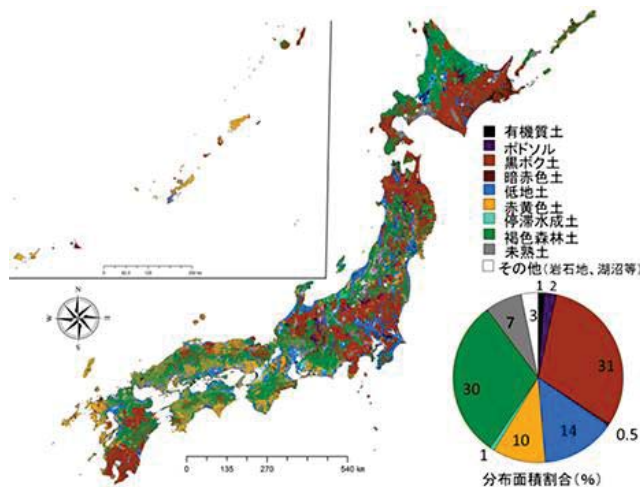 有機質土
ポドソル
黒ボク土
暗赤色土
低地土
赤黄色土
停滞水成土
褐色森林土
未熟土
その他(岩石地、湖沼等)
1
2
3
7
31
30
0.5
14
10
1
分布面積割合(%)
N
E
S
W
0 135 270 540 km